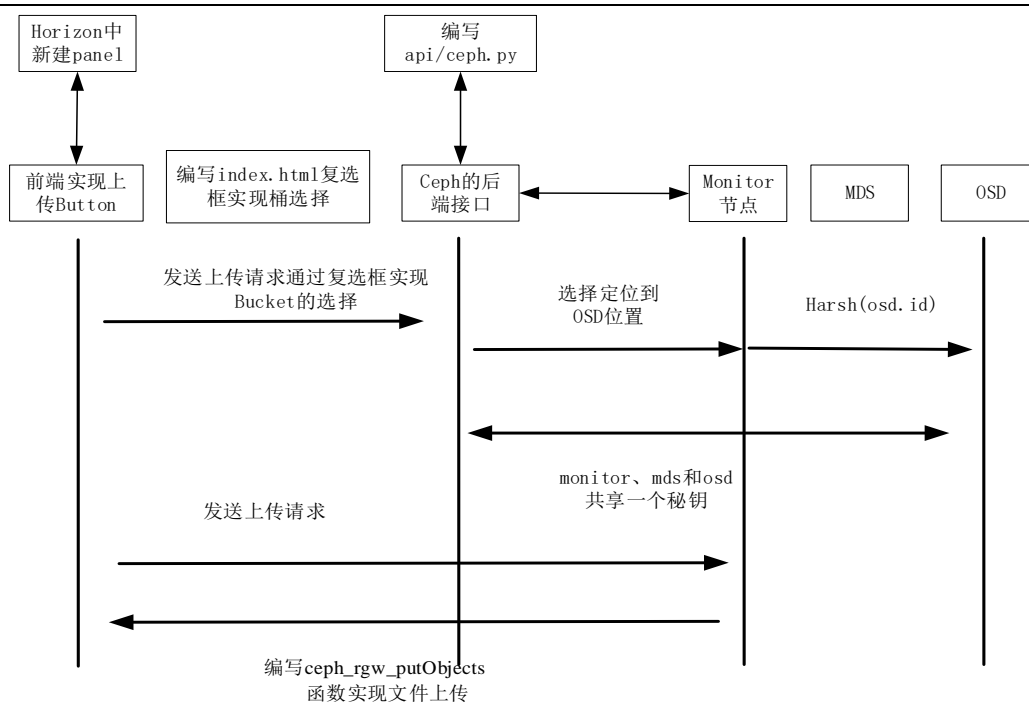 Horizon中
新建panel
编写
api/ceph.py
前端实现上
传Button
编写index.html复选
框实现桶选择
Ceph的后
端接口
Monitor
节点
MDS
OSD
发送上传请求通过复选框实现
Bucket的选择
选择定位到
OSD位置
Harsh(osd.id)
monitor、mds和osd
共享一个秘钥
发送上传请求
编写ceph_rgw_putObjects
函数实现文件上传